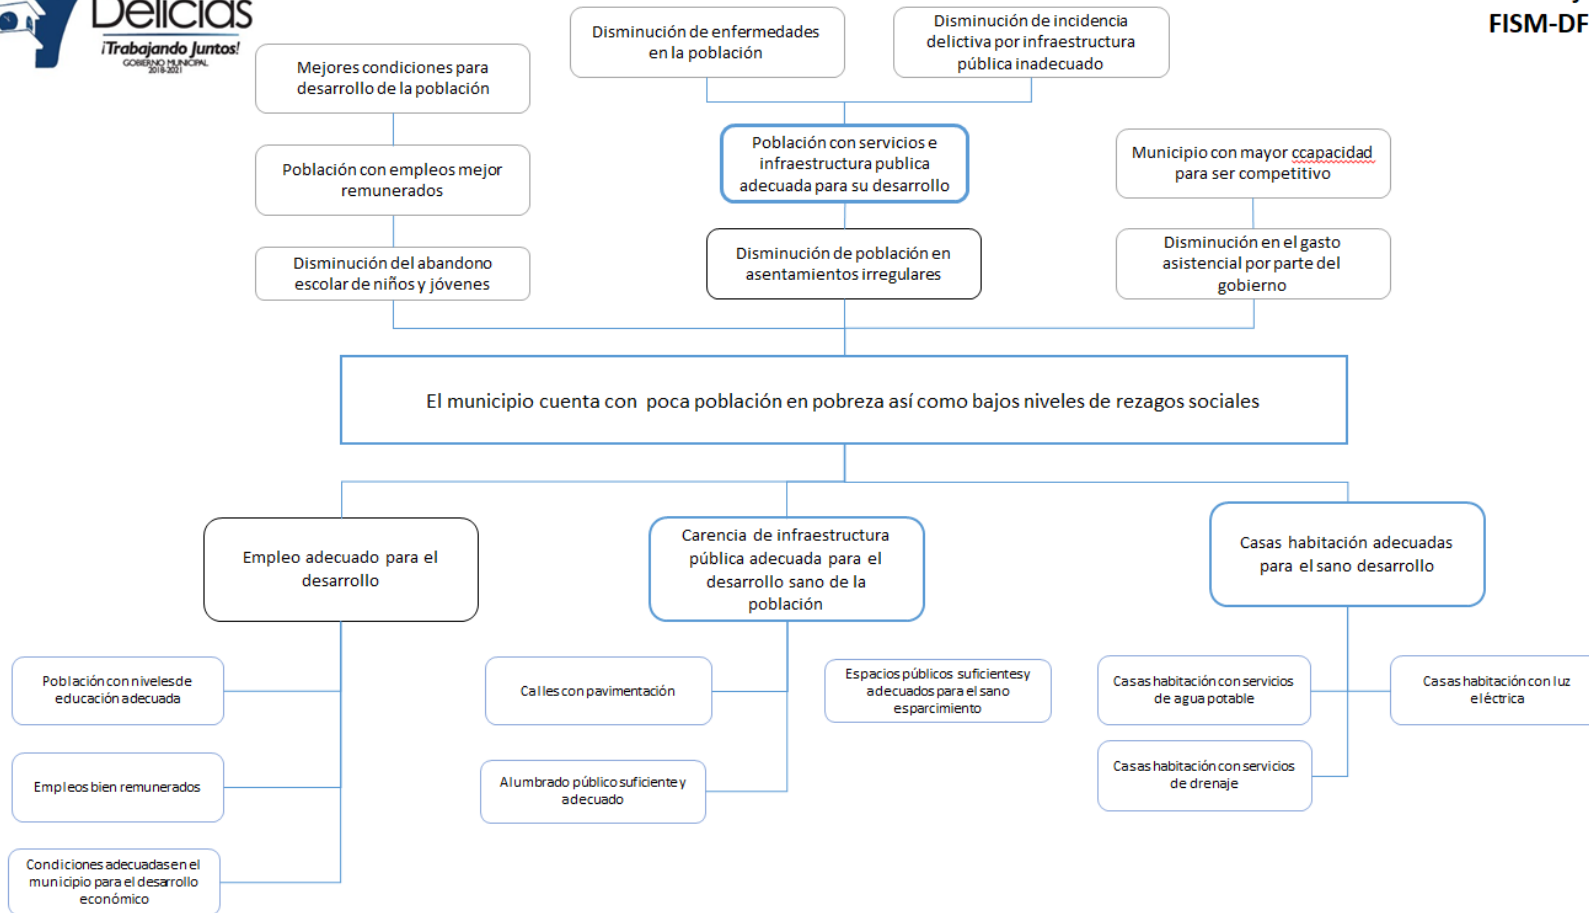 Delicias
¡Trabajando Juntos!
GOBIERNO MUNICIPAL
2018-2021
FISM-DF
Disminución de enfermedades
en la población
Disminución de incidencia
delictiva por infraestructura
pública inadecuado
Mejores condiciones para
desarrollo de la población
Población con servicios e
infraestructura publica
adecuada para su desarrollo
Municipio con mayor ccapacidad
para ser competitivo
Población con empleos mejor
remunerados
Disminución del abandono
escolar de niños y jóvenes
Disminución de población en
asentamientos irregulares
Disminución en el gasto
asistencial por parte del
gobierno
El municipio cuenta con poca población en pobreza así como bajos niveles de rezagos sociales
Empleo adecuado para el
desarrollo
Carencia de infraestructura
pública adecuada para el
desarrollo sano de la
población
Casas habitación adecuadas
para el sano desarrollo
Población con niveles de
educación adecuada
Calles con pavimentación
Espacios públicos suficientes y
adecuados para el sano
esparcimiento
Casas habitación con servicios
de agua potable
Casas habitación con luz
eléctrica
Empleos bien remunerados
Alumbrado público suficiente y
adecuado
Casas habitación con servicios
de drenaje
Condiciones adecuadas en el
municipio para el desarrollo
económico